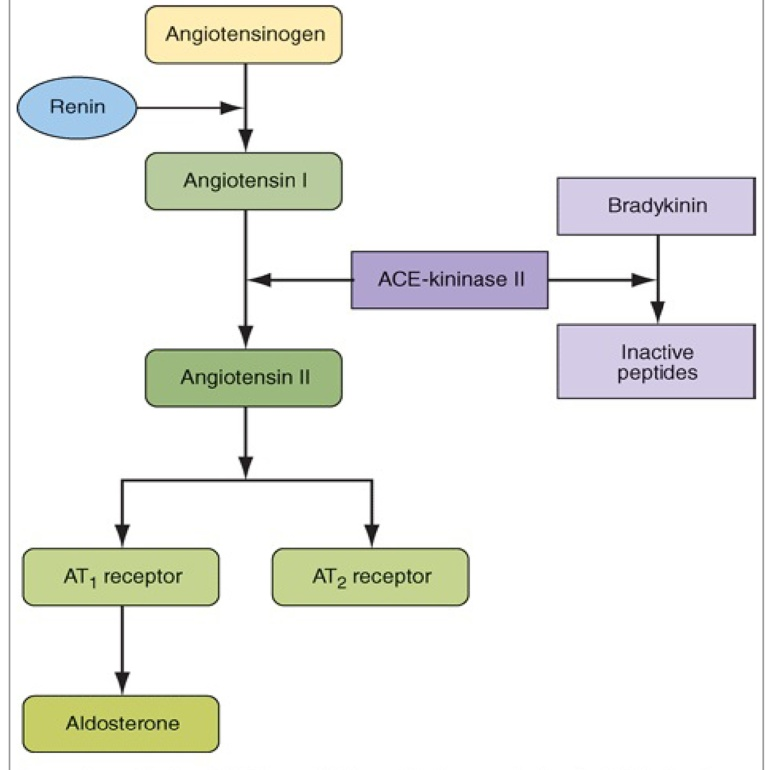 Angiotensinogen
Renin
Angiotensin I
Bradykinin
ACE-kininase II
Inactive
peptides
Angiotensin II
AT₁ receptor
AT₂ receptor
Aldosterone